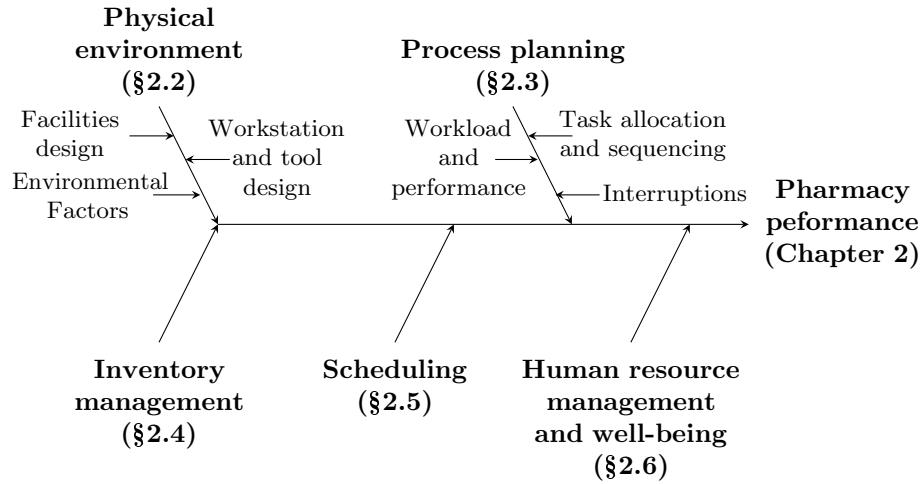 Physical
environment
(§2.2)
Process planning
(§2.3)
Facilities
design
Workstation
and tool
design
Environmental
Factors
Workload
and
performance
Task allocation
and sequencing
Interruptions
Pharmacy
peformance
(Chapter 2)
Inventory
management
(§2.4)
Scheduling
(§2.5)
Human resource
management
and well-being
(§2.6)